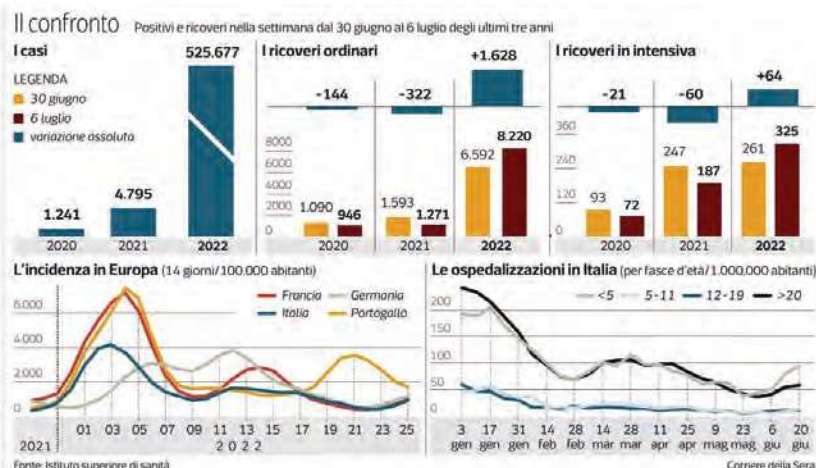 Il confronto Positivi e ricoveri nella settimana dal 30 giugno al 6 luglio degli ultimi tre anni
I casi
LEGENDA
30 giugno
6 luglio
variazione assoluta
1.241
4.795
525.677
2020 2021 2022
I ricoveri ordinari
-144
-322
+1.628
8000
6000
4000
2000
0
1.090 946
1.593 1.271
6.592 8.220
2020 2021 2022
I ricoveri in intensiva
-21
-60
+64
360
240
120
0
93 72
247 187
261 325
2020 2021 2022
L'incidenza in Europa (14 giorni/100.000 abitanti)
Francia Germania
Italia Portogallo
6.000
4000
2.000
0
01 03 05 07 09 11 12 13 15 17 18 19 21 23 25
2021 2022
Le ospedalizzazioni in Italia (per fasce d'età/1.000.000 abitanti)
<5 5-11 12-19 >20
200
150
100
50
0
3 17 31 14 28 14 28 11 25 9 23 6 20
gen gen gen feb feb mar mar apr apr mag mag giu giu
Fonte: Istituto superiore di sanità
Corriere della Sera